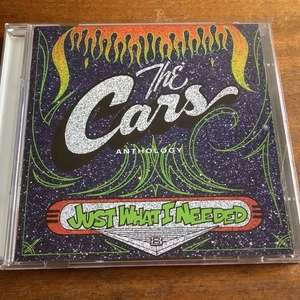 The
Cars
ANTHOLOGY
JUST WHAT I NEEDED